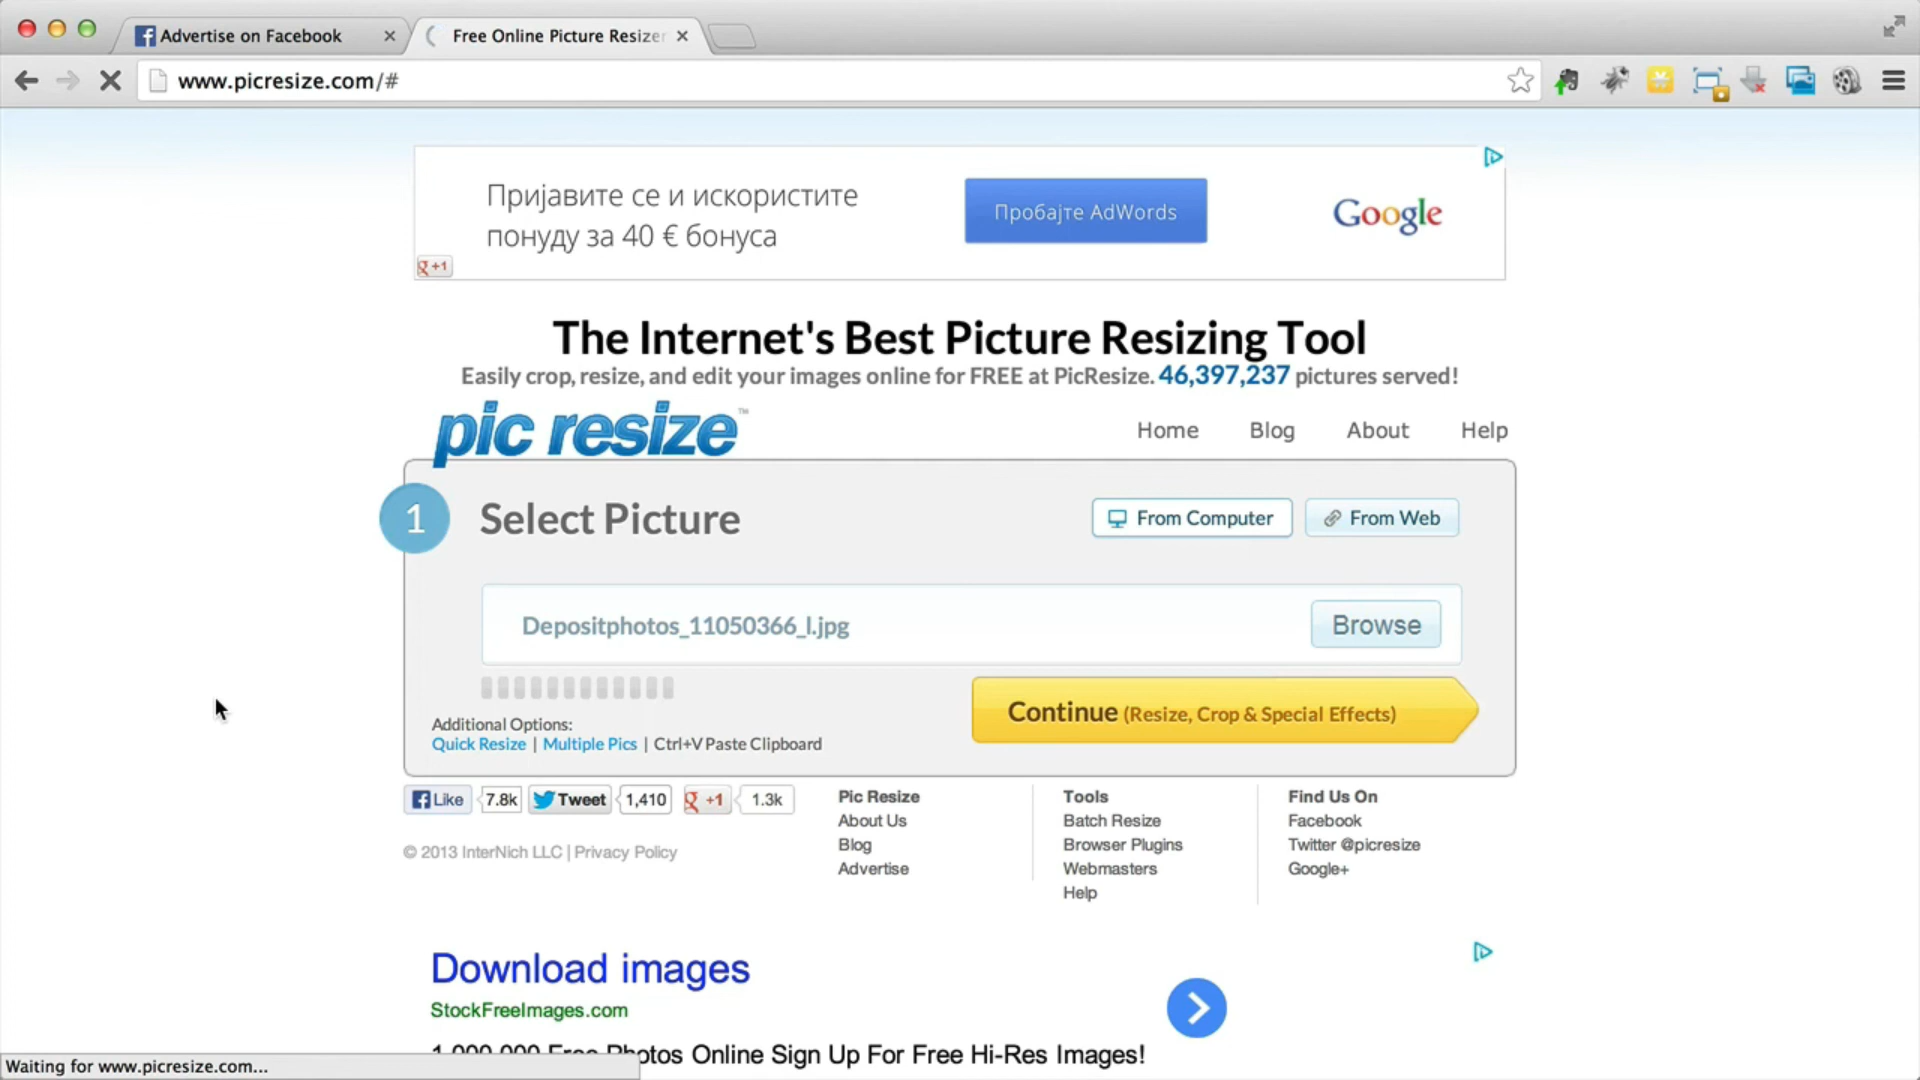 Advertise on Facebook
Free Online Picture Resizer
www.picresize.com/#
Пријавите се и искористите
понуду за 40 € бонуса
Пробајте AdWords
Google
g +1
The Internet's Best Picture Resizing Tool
Easily crop, resize, and edit your images online for FREE at PicResize. 46,397,237 pictures served!
pic resize™
Home Blog About Help
1 Select Picture
From Computer From Web
Depositphotos_11050366_l.jpg
Browse
Continue (Resize, Crop & Special Effects)
Additional Options:
Quick Resize | Multiple Pics | Ctrl+V Paste Clipboard
Like 7.8k Tweet 1,410 g +1 1.3k
© 2013 InterNich LLC | Privacy Policy
Pic Resize
About Us
Blog
Advertise
Tools
Batch Resize
Browser Plugins
Webmasters
Help
Find Us On
Facebook
Twitter @picresize
Google+
Download images
StockFreeImages.com
1,000,000 Free Photos Online Sign Up For Free Hi-Res Images!
Waiting for www.picresize.com...